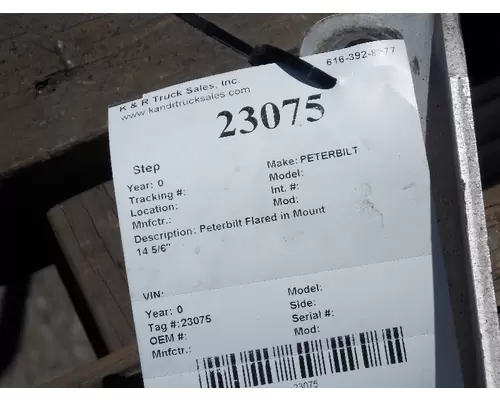 K & R Truck Sales, Inc. 616-392-8777
www.kandrtrucksales.com
23075
Step
Make: PETERBILT
Year: 0
Model:
Tracking #:
Int. #:
Location:
Mod:
Mnfctr.:
Description: Peterbilt Flared in Mount
14 5/6"
VIN:
Model:
Year: 0
Side:
Tag #:23075
Serial #:
OEM #:
Mod:
Mnfctr.:
23075